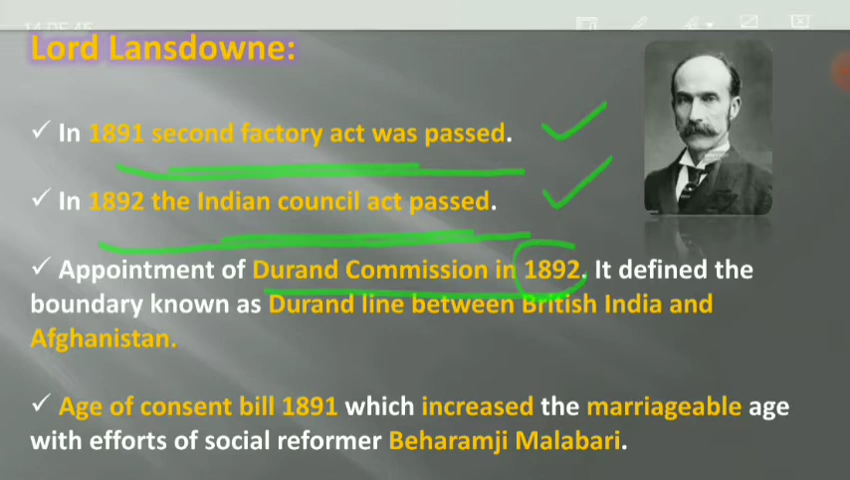 Lord Lansdowne:
✓ In 1891 second factory act was passed.
✓ In 1892 the Indian council act passed.
✓ Appointment of Durand Commission in 1892. It defined the
boundary known as Durand line between British India and
Afghanistan.
✓ Age of consent bill 1891 which increased the marriageable age
with efforts of social reformer Beharamji Malabari.